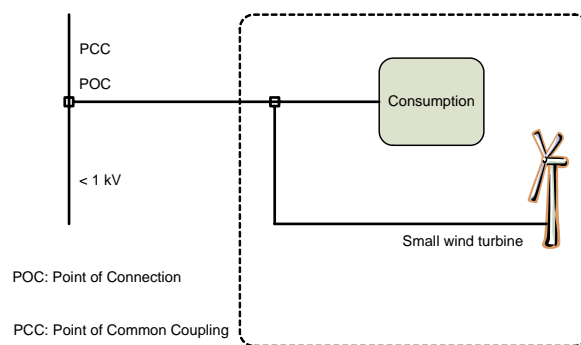 PCC
POC
Consumption
< 1 kV
Small wind turbine
POC: Point of Connection
PCC: Point of Common Coupling